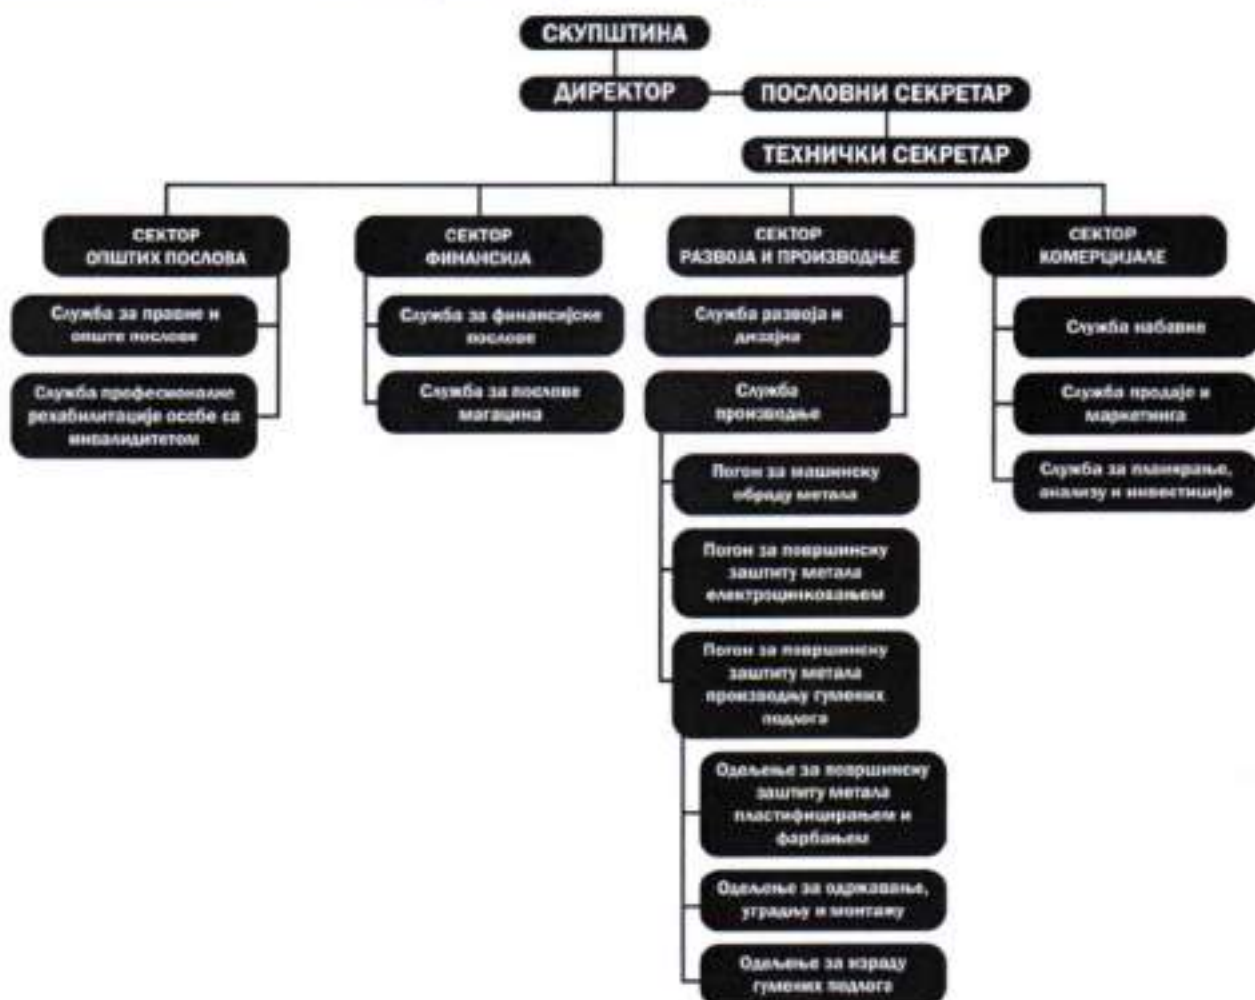 СКУПШТИНА
ДИРЕКТОР
ПОСЛОВНИ СЕКРЕТАР
ТЕХНИЧКИ СЕКРЕТАР
СЕКТОР
ОПШТИХ ПОСЛОВА
Служба за правне и
опште послове
Служба професионалне
рехабилитације особе са
инвалидитетом
СЕКТОР
ФИНАНСИЈА
Служба за финансијске
послове
Служба за послове
магацина
СЕКТОР
РАЗВОЈА И ПРОИЗВОДЊЕ
Служба развоја и
дизајна
Служба
производње
Погон за машинску
обраду метала
Погон за површинску
заштиту метала
електроцинковањем
Погон за површинску
заштиту метала
производњу гумених
подлога
Одељење за површинску
заштиту метала
пластифицирањем и
фарбањем
Одељење за одржавање,
уградњу и монтажу
Одељење за израду
гумених подлога
СЕКТОР
КОМЕРЦИЈАЛЕ
Служба набавке
Служба продаје и
маркетинга
Служба за планирање,
анализу и инвестиције